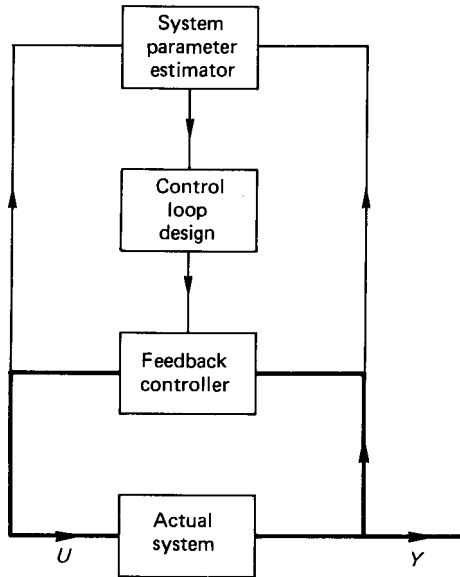 System
parameter
estimator
Control
loop
design
Feedback
controller
Actual
system
U
Y